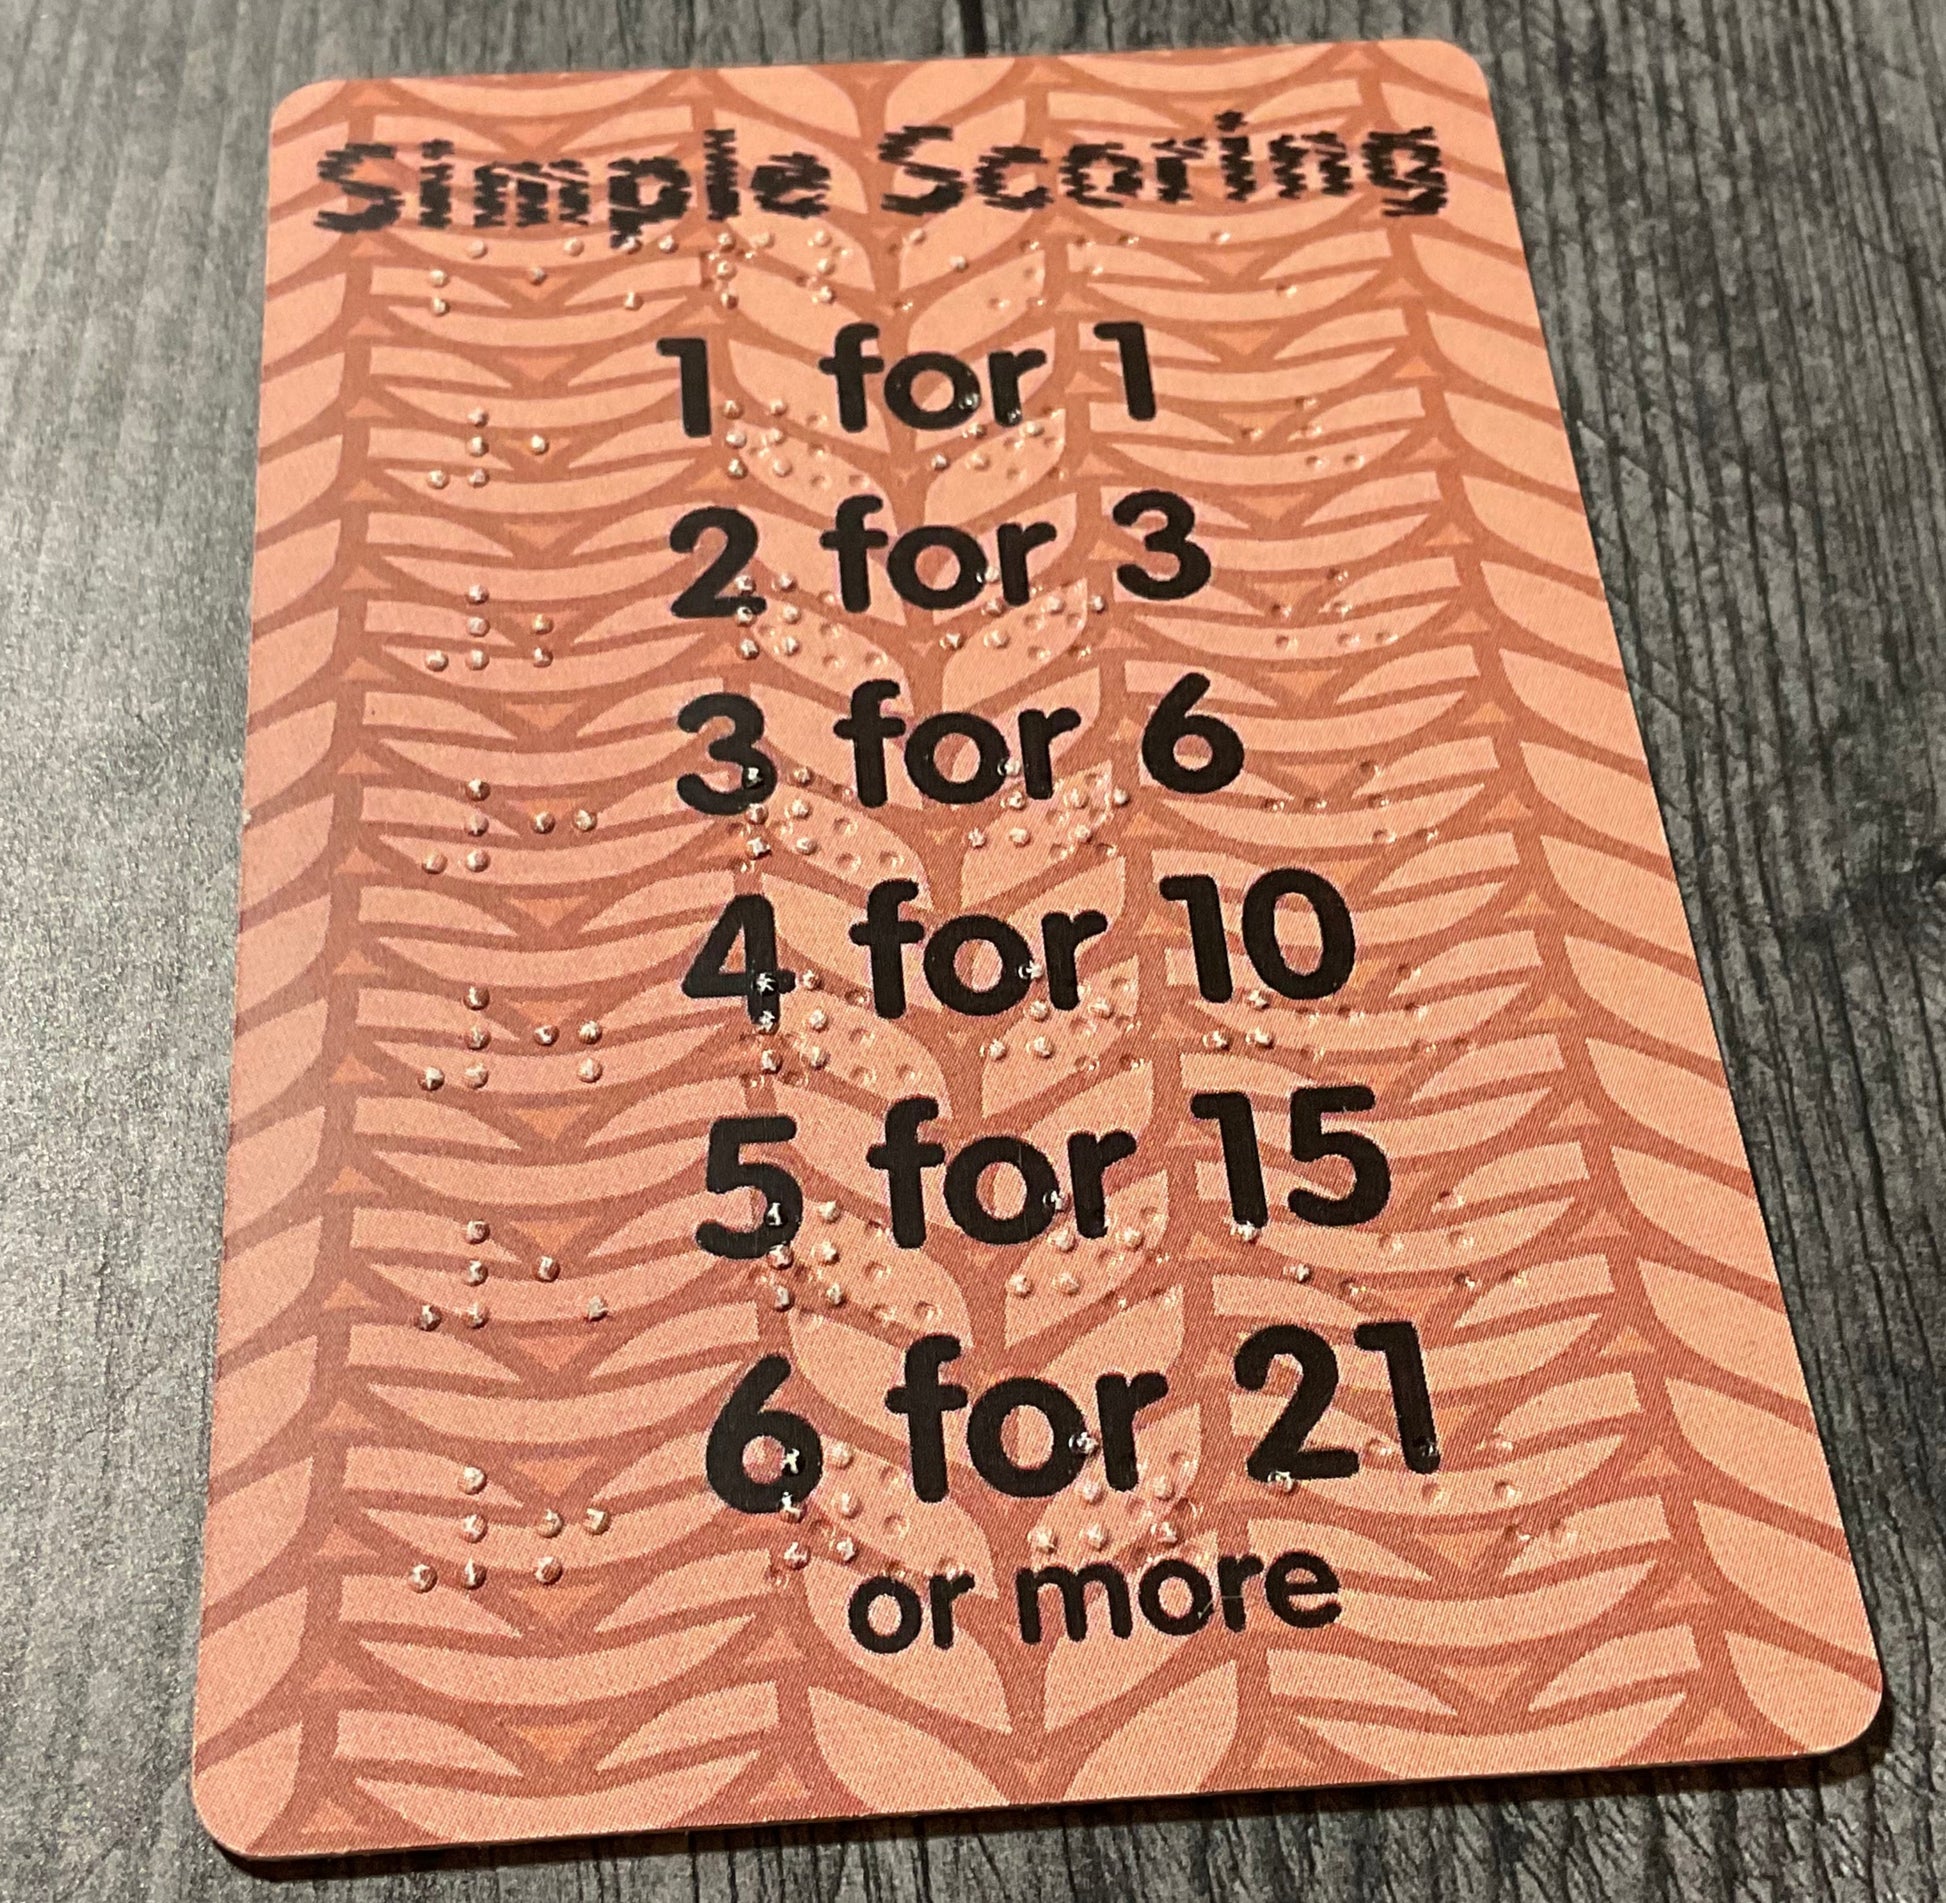 Simple Scoring
1 for 1
2 for 3
3 for 6
4 for 10
5 for 15
6 for 21
or more